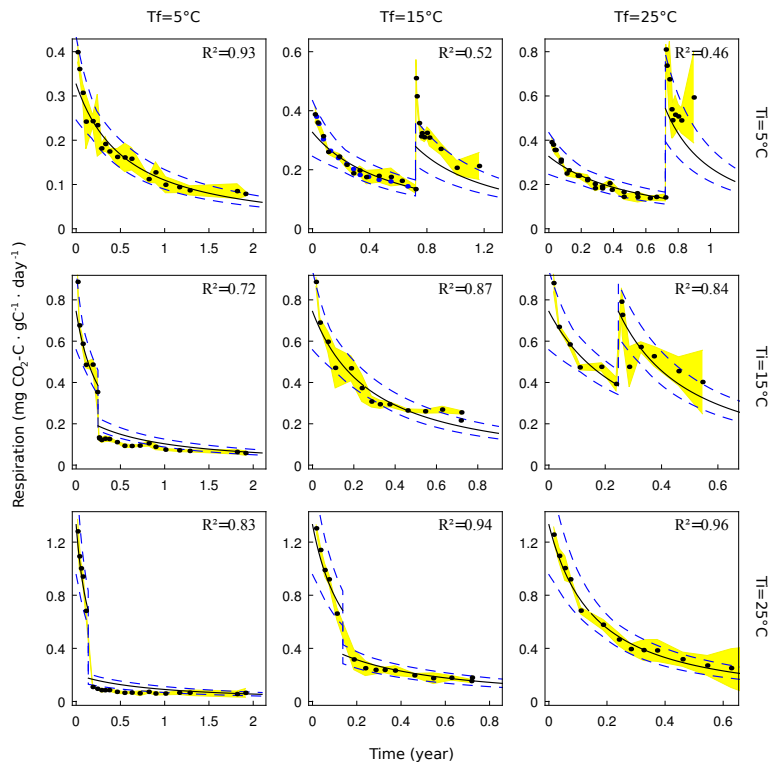 Tf=5°C Tf=15°C Tf=25°C
R²=0.93 R²=0.52 R²=0.46
0.4 0.6 0.8
0.3 0.6
0.4
0.2 0.4
0.2
0.1 0.2
0 0 0
0 0.5 1 1.5 2 0 0.4 0.8 1.2 0 0.2 0.4 0.6 0.8 1
Ti=5°C
R²=0.72 R²=0.87 R²=0.84
0.8 0.8 0.8
0.6 0.6 0.6
0.4 0.4 0.4
0.2 0.2 0.2
0 0 0
0 0.5 1 1.5 2 0 0.2 0.4 0.6 0.8 0 0.2 0.4 0.6
Ti=15°C
Respiration (mg CO₂-C · gC⁻¹ · day⁻¹)
R²=0.83 R²=0.94 R²=0.96
1.2 1.2 1.2
0.8 0.8 0.8
0.4 0.4 0.4
0 0 0
0 0.5 1 1.5 2 0 0.2 0.4 0.6 0.8 0 0.2 0.4 0.6
Ti=25°C
Time (year)